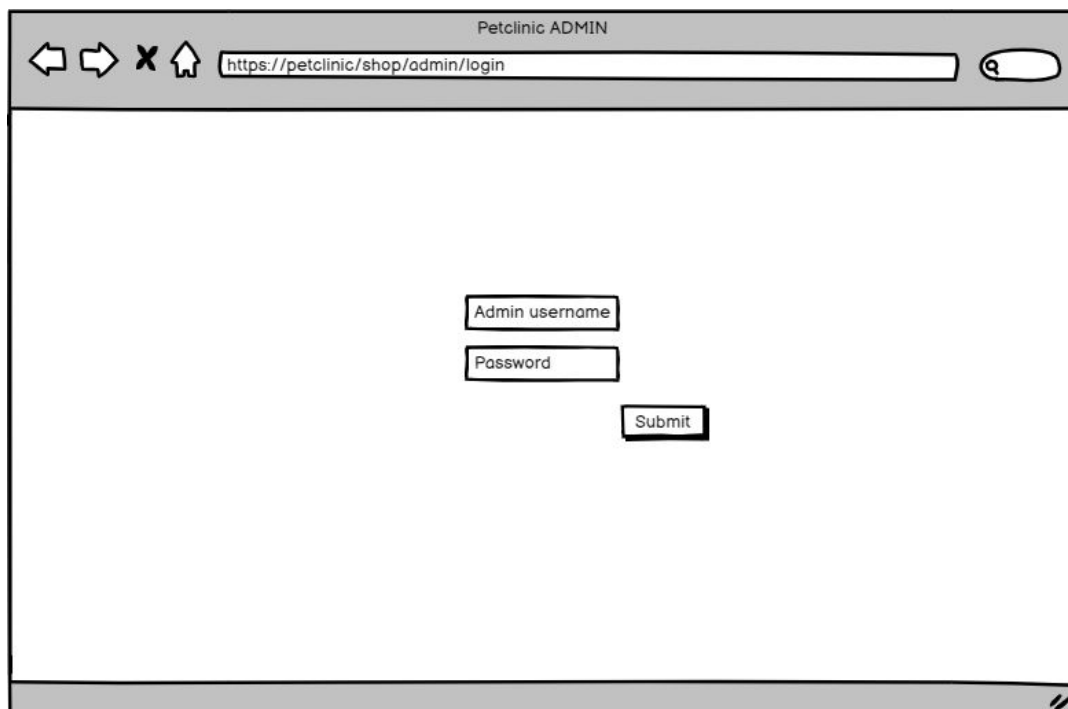 Petclinic ADMIN
https://petclinic/shop/admin/login
Admin username
Password
Submit